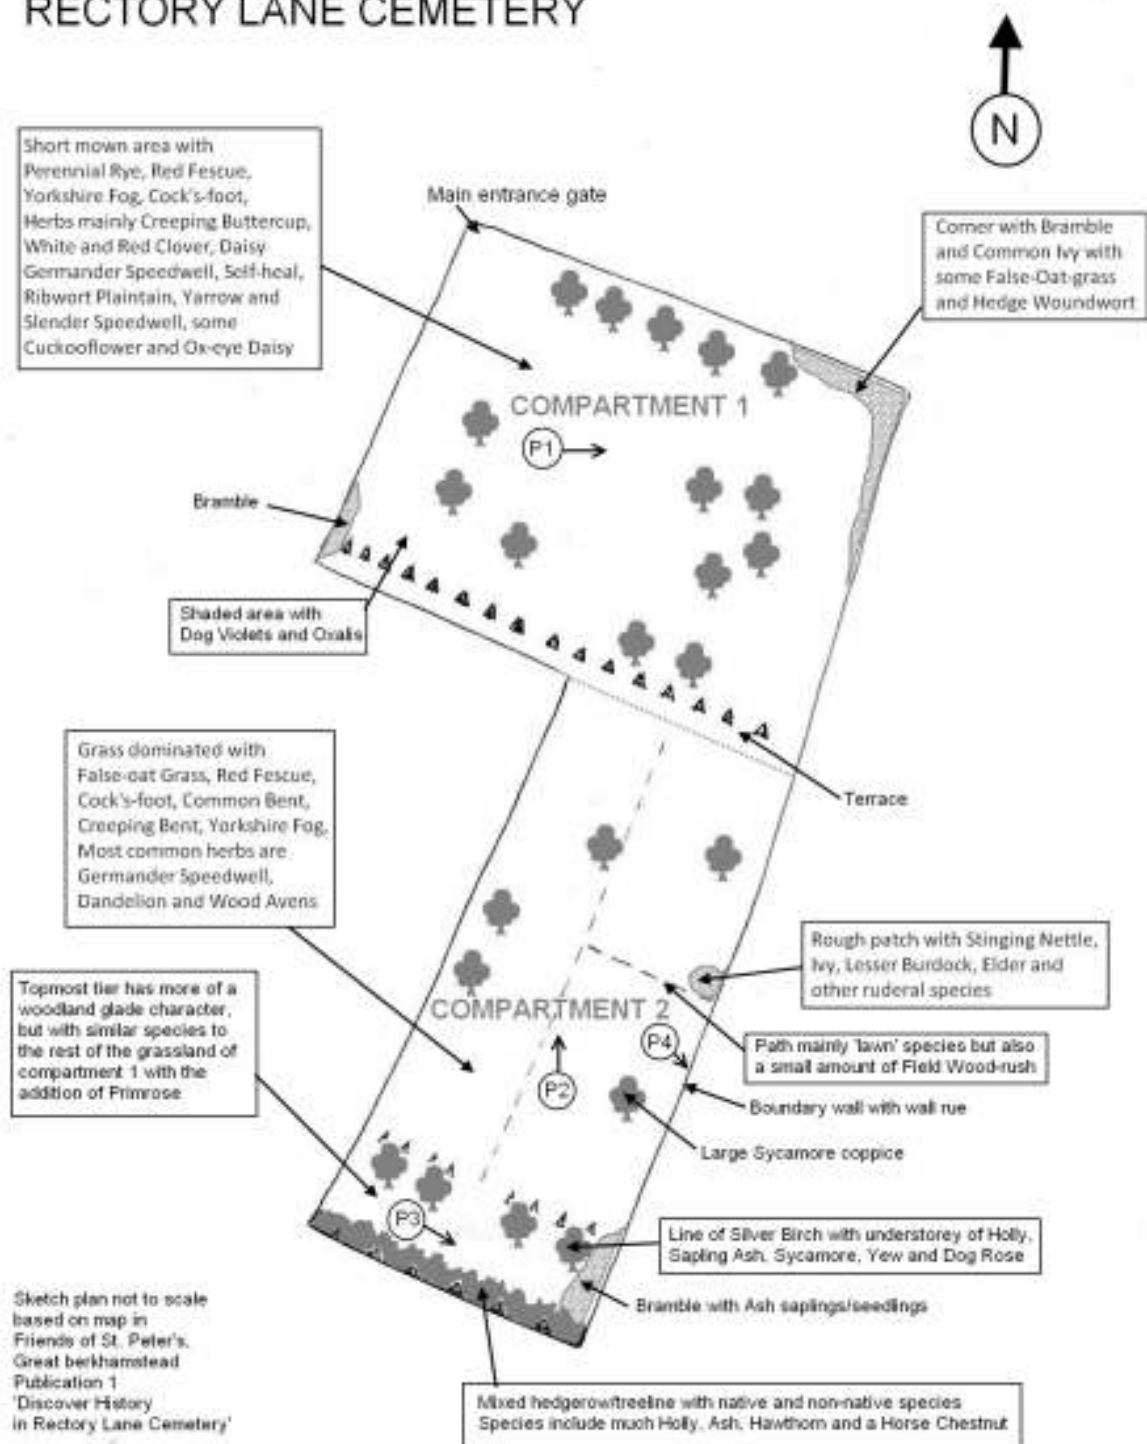 RECTORY LANE CEMETERY
N
Short mown area with
Perennial Rye, Red Fescue,
Yorkshire Fog, Cock's-foot,
Herbs mainly Creeping Buttercup,
White and Red Clover, Daisy
Germander Speedwell, Self-heal,
Ribwort Plaintain, Yarrow and
Slender Speedwell, some
Cuckooflower and Ox-eye Daisy
Main entrance gate
Corner with Bramble
and Common Ivy with
some False-Oat-grass
and Hedge Woundwort
COMPARTMENT 1
P1
Bramble
Shaded area with
Dog Violets and Oxalis
Terrace
Grass dominated with
False-oat Grass, Red Fescue,
Cock's-foot, Common Bent,
Creeping Bent, Yorkshire Fog,
Most common herbs are
Germander Speedwell,
Dandelion and Wood Avens
Rough patch with Stinging Nettle,
Ivy, Lesser Burdock, Elder and
other ruderal species
Topmost tier has more of a
woodland glade character,
but with similar species to
the rest of the grassland of
compartment 1 with the
addition of Primrose
COMPARTMENT 2
P4
Path mainly 'lawn' species but also
a small amount of Field Wood-rush
P2
Boundary wall with wall rue
Large Sycamore coppice
P3
Line of Silver Birch with understorey of Holly,
Sapling Ash, Sycamore, Yew and Dog Rose
Bramble with Ash saplings/seedlings
Sketch plan not to scale
based on map in
Friends of St. Peter's,
Great berkhamstead
Publication 1
'Discover History
in Rectory Lane Cemetery'
Mixed hedgerow/treeline with native and non-native species
Species include much Holly, Ash, Hawthorn and a Horse Chestnut